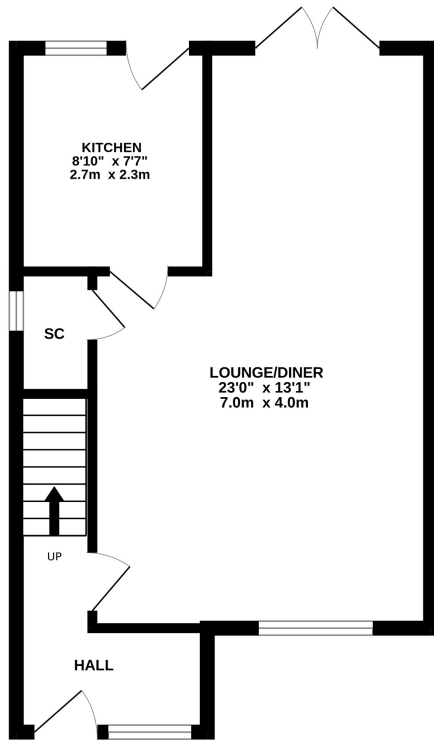 KITCHEN
8'10" x 7'7"
2.7m x 2.3m
SC
LOUNGE/DINER
23'0" x 13'1"
7.0m x 4.0m
UP
HALL